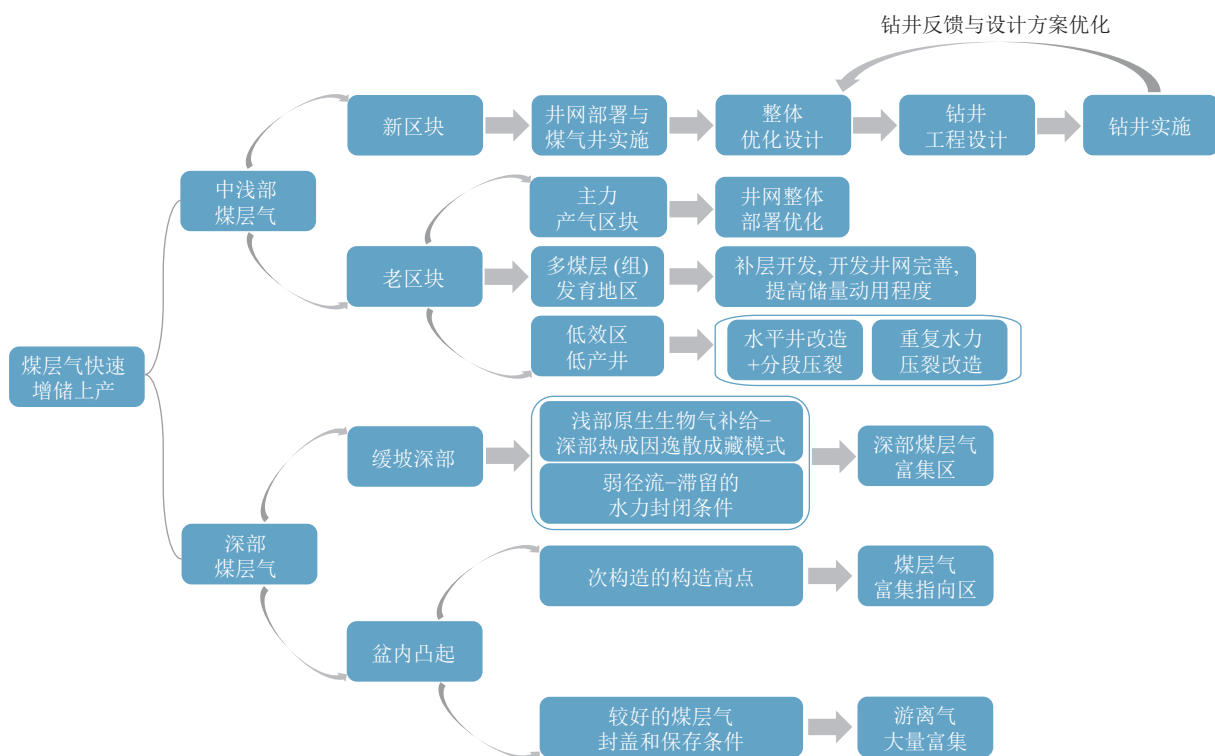 钻井反馈与设计方案优化
新区块
井网部署与
煤气井实施
整体
优化设计
钻井
工程设计
钻井实施
中浅部
煤层气
主力
产气区块
井网整体
部署优化
老区块
多煤层 (组)
发育地区
补层开发, 开发井网完善,
提高储量动用程度
低效区
低产井
水平井改造
+分段压裂
重复水力
压裂改造
煤层气快速
增储上产
缓坡深部
浅部原生生物气补给−
深部热成因逸散成藏模式
弱径流−滞留的
水力封闭条件
深部煤层气
富集区
深部
煤层气
次构造的构造高点
煤层气
富集指向区
盆内凸起
较好的煤层气
封盖和保存条件
游离气
大量富集